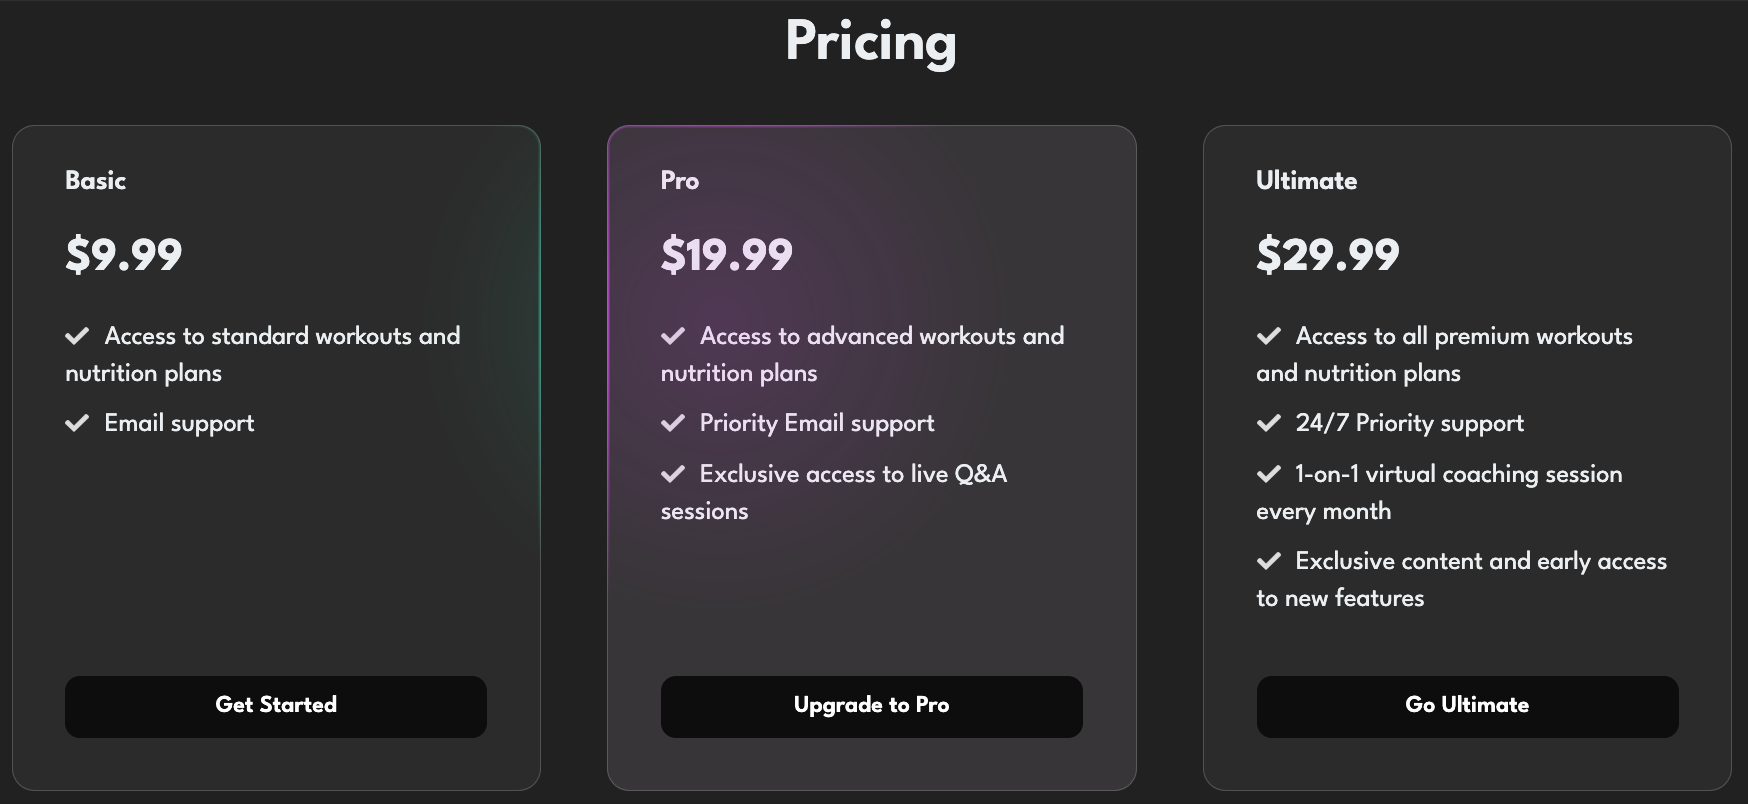 Pricing
Basic
$9.99
Access to standard workouts and
nutrition plans
Email support
Get Started
Pro
$19.99
Access to advanced workouts and
nutrition plans
Priority Email support
Exclusive access to live Q&A
sessions
Upgrade to Pro
Ultimate
$29.99
Access to all premium workouts
and nutrition plans
24/7 Priority support
1-on-1 virtual coaching session
every month
Exclusive content and early access
to new features
Go Ultimate